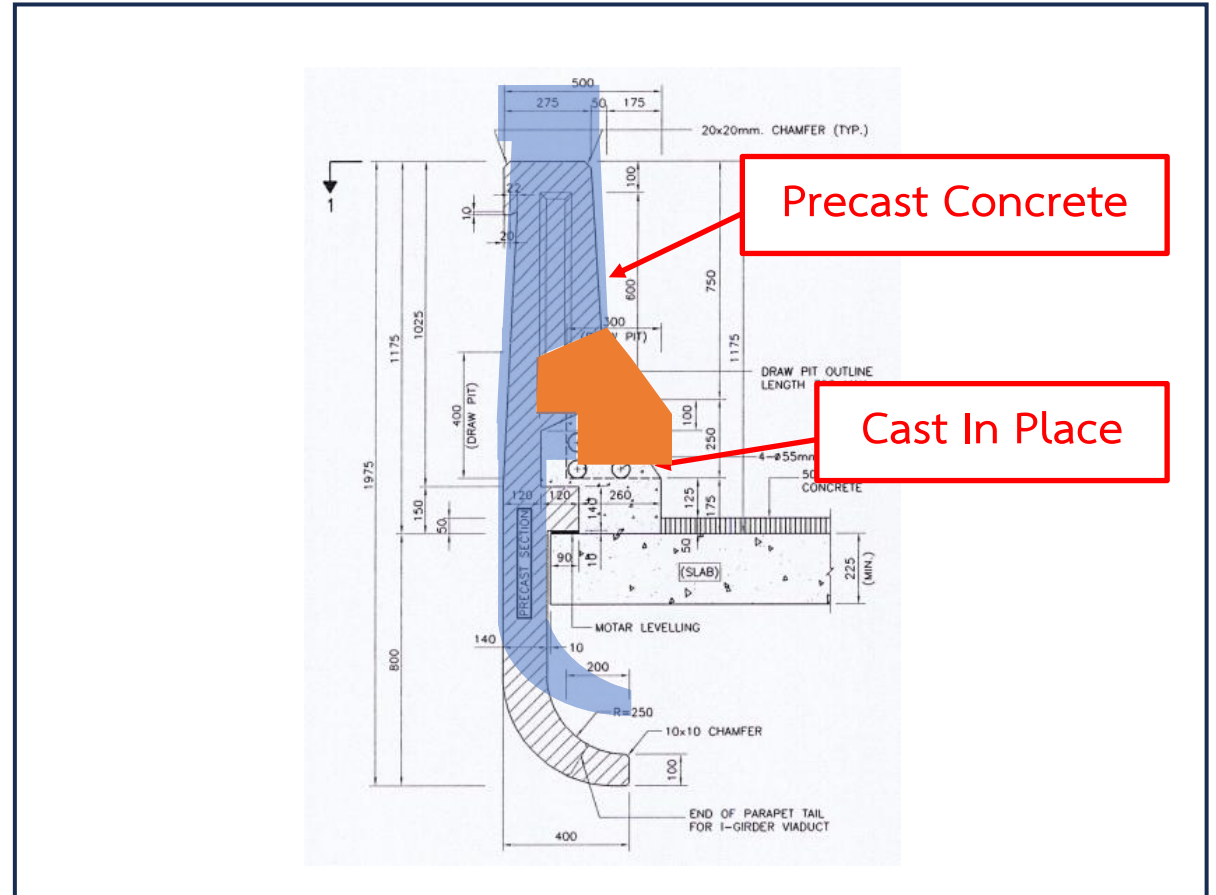 500
275
50
175
20x20mm. CHAMFER (TYP.)
1
Precast Concrete
22
100
10
20
600
750
1025
1175
1175
300
PIT)
DRAW PIT OUTLINE
LENGTH
400
(DRAW PIT)
100
250
Cast In Place
4-ø55mm
CONCRETE
1975
150
50
120
120
260
140
125
175
PRECAST SECTION
90
10
50
(SLAB)
225
(MIN.)
MOTAR LEVELLING
140
10
800
200
R=250
10x10 CHAMFER
100
END OF PARAPET TAIL
FOR I-GIRDER VIADUCT
400